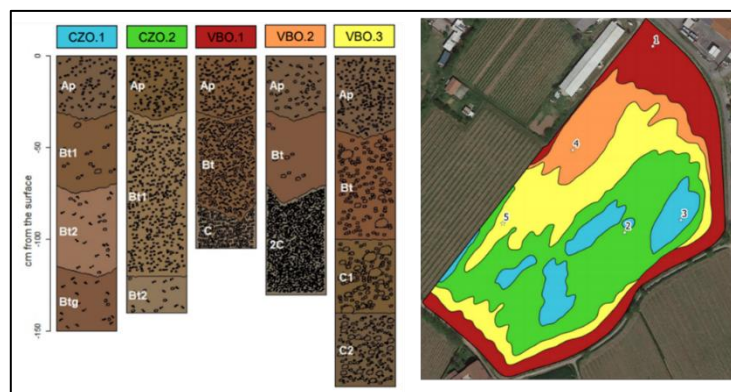 CZO.1 CZO.2 VBO.1 VBO.2 VBO.3
cm from the surface
0
-50
-100
-150
Ap
Bt1
Bt2
Btg
Ap
Bt1
Bt2
Ap
Bt
C
Ap
Bt
2C
Ap
Bt
C1
C2
1
4
5
2
3